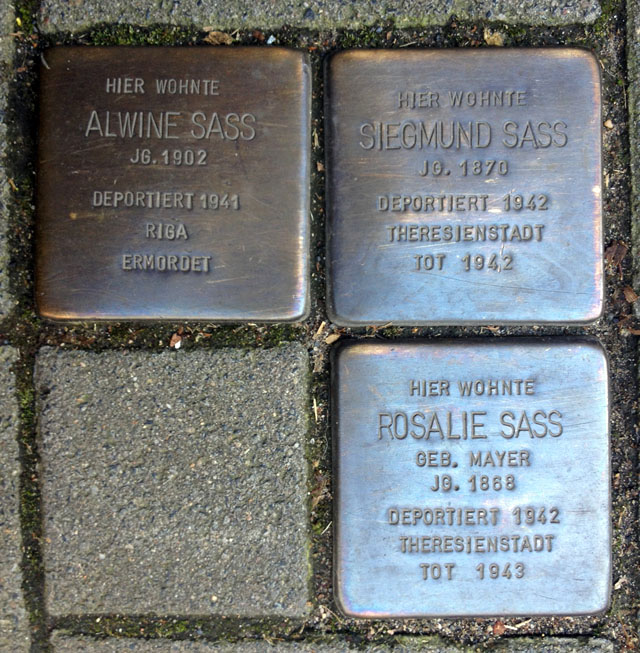 HIER WOHNTE
ALWINE SASS
JG. 1902
DEPORTIERT 1941
RIGA
ERMORDET
HIER WOHNTE
SIEGMUND SASS
JG. 1870
DEPORTIERT 1942
THERESIENSTADT
TOT 1942
HIER WOHNTE
ROSALIE SASS
GEB. MAYER
JG. 1868
DEPORTIERT 1942
THERESIENSTADT
TOT 1943